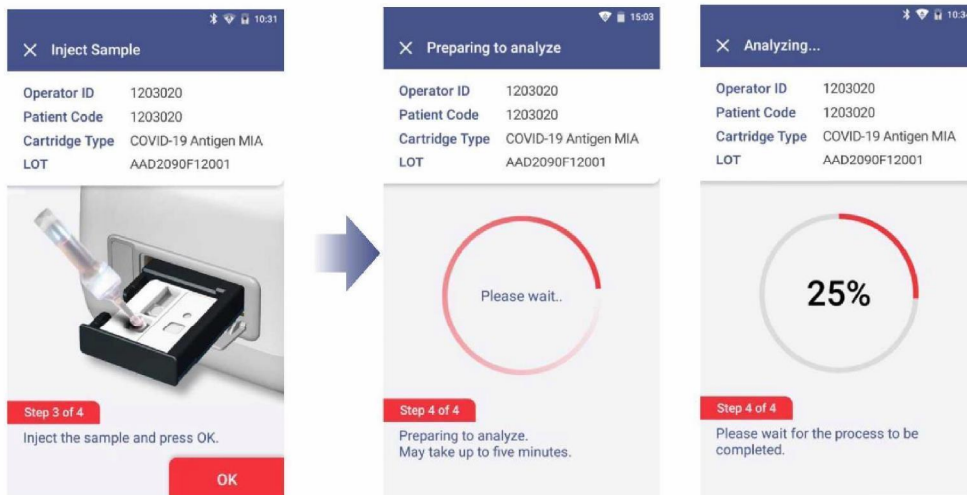 10:31
Inject Sample
Operator ID 1203020
Patient Code 1203020
Cartridge Type COVID-19 Antigen MIA
LOT AAD2090F12001
Step 3 of 4
Inject the sample and press OK.
OK
15:03
Preparing to analyze
Operator ID 1203020
Patient Code 1203020
Cartridge Type COVID-19 Antigen MIA
LOT AAD2090F12001
Please wait..
Step 4 of 4
Preparing to analyze.
May take up to five minutes.
10:34
Analyzing...
Operator ID 1203020
Patient Code 1203020
Cartridge Type COVID-19 Antigen MIA
LOT AAD2090F12001
25%
Step 4 of 4
Please wait for the process to be
completed.